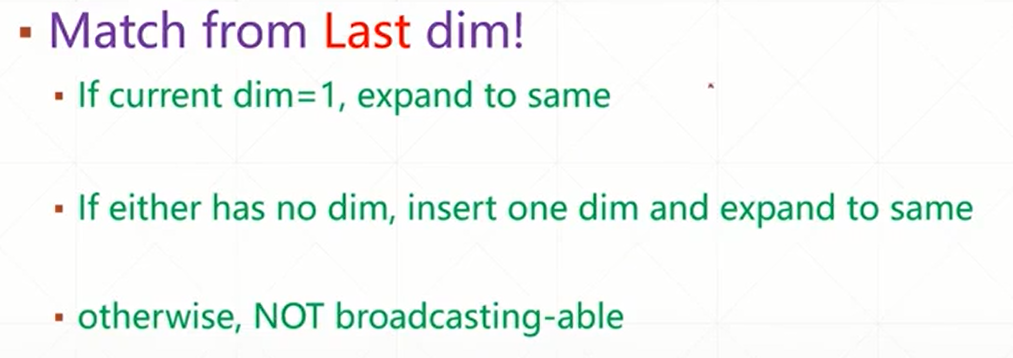 Match from Last dim!
If current dim=1, expand to same
If either has no dim, insert one dim and expand to same
otherwise, NOT broadcasting-able